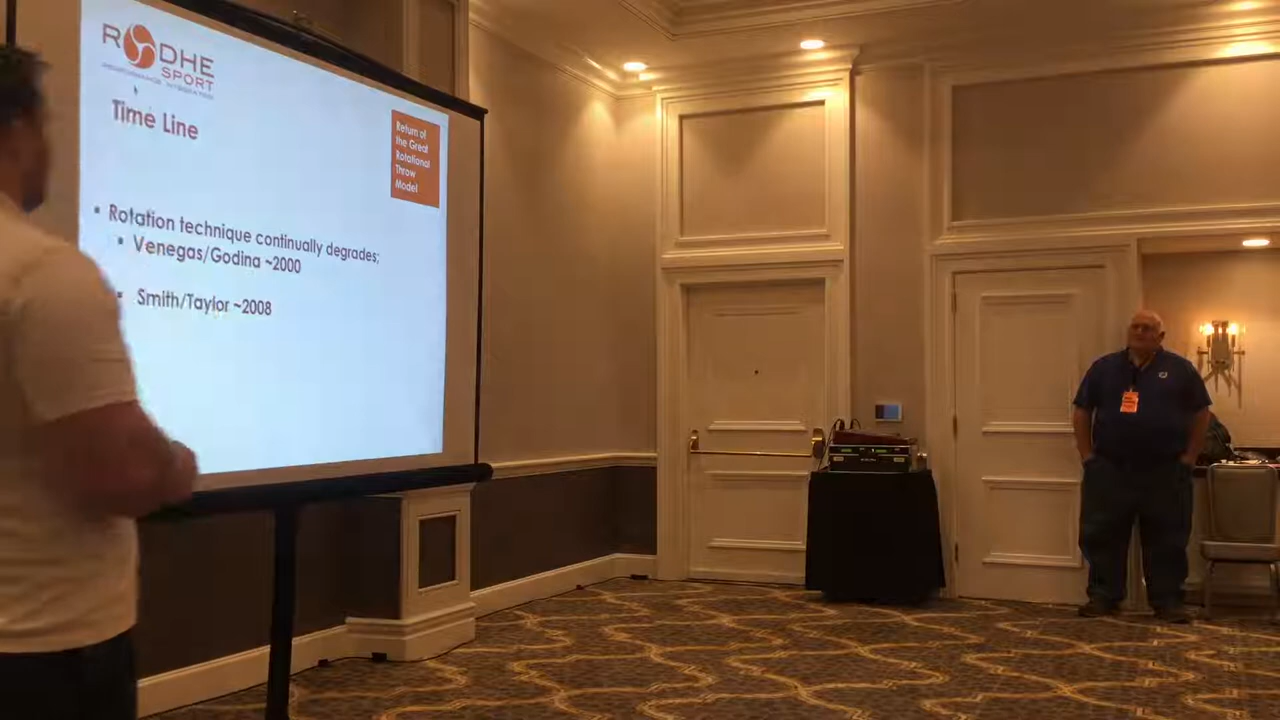 RODHE
SPORT
Time Line
Return of
the Great
Rotational
Throw
Model
Rotation technique continually degrades;
Venegas/Godina ~2000
Smith/Taylor ~2008